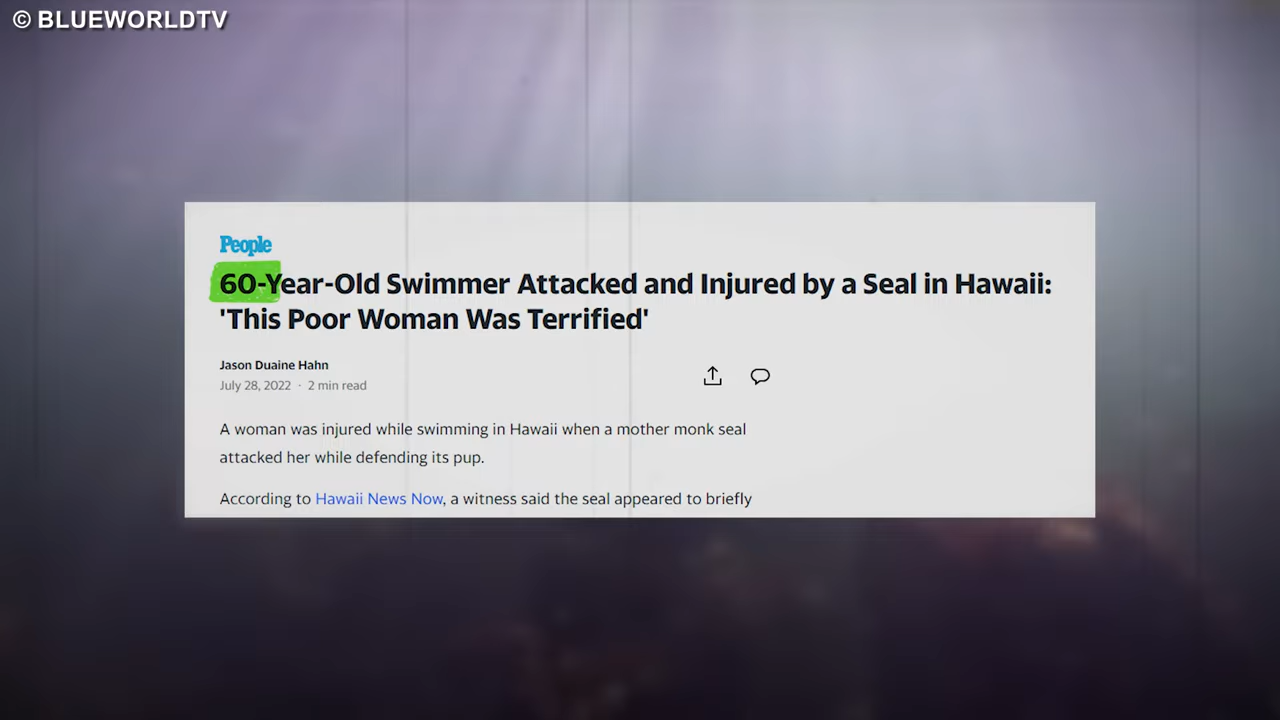 © BLUEWORLDTV
People
60-Year-Old Swimmer Attacked and Injured by a Seal in Hawaii:
'This Poor Woman Was Terrified'
Jason Duaine Hahn
July 28, 2022 · 2 min read
A woman was injured while swimming in Hawaii when a mother monk seal
attacked her while defending its pup.
According to Hawaii News Now, a witness said the seal appeared to briefly